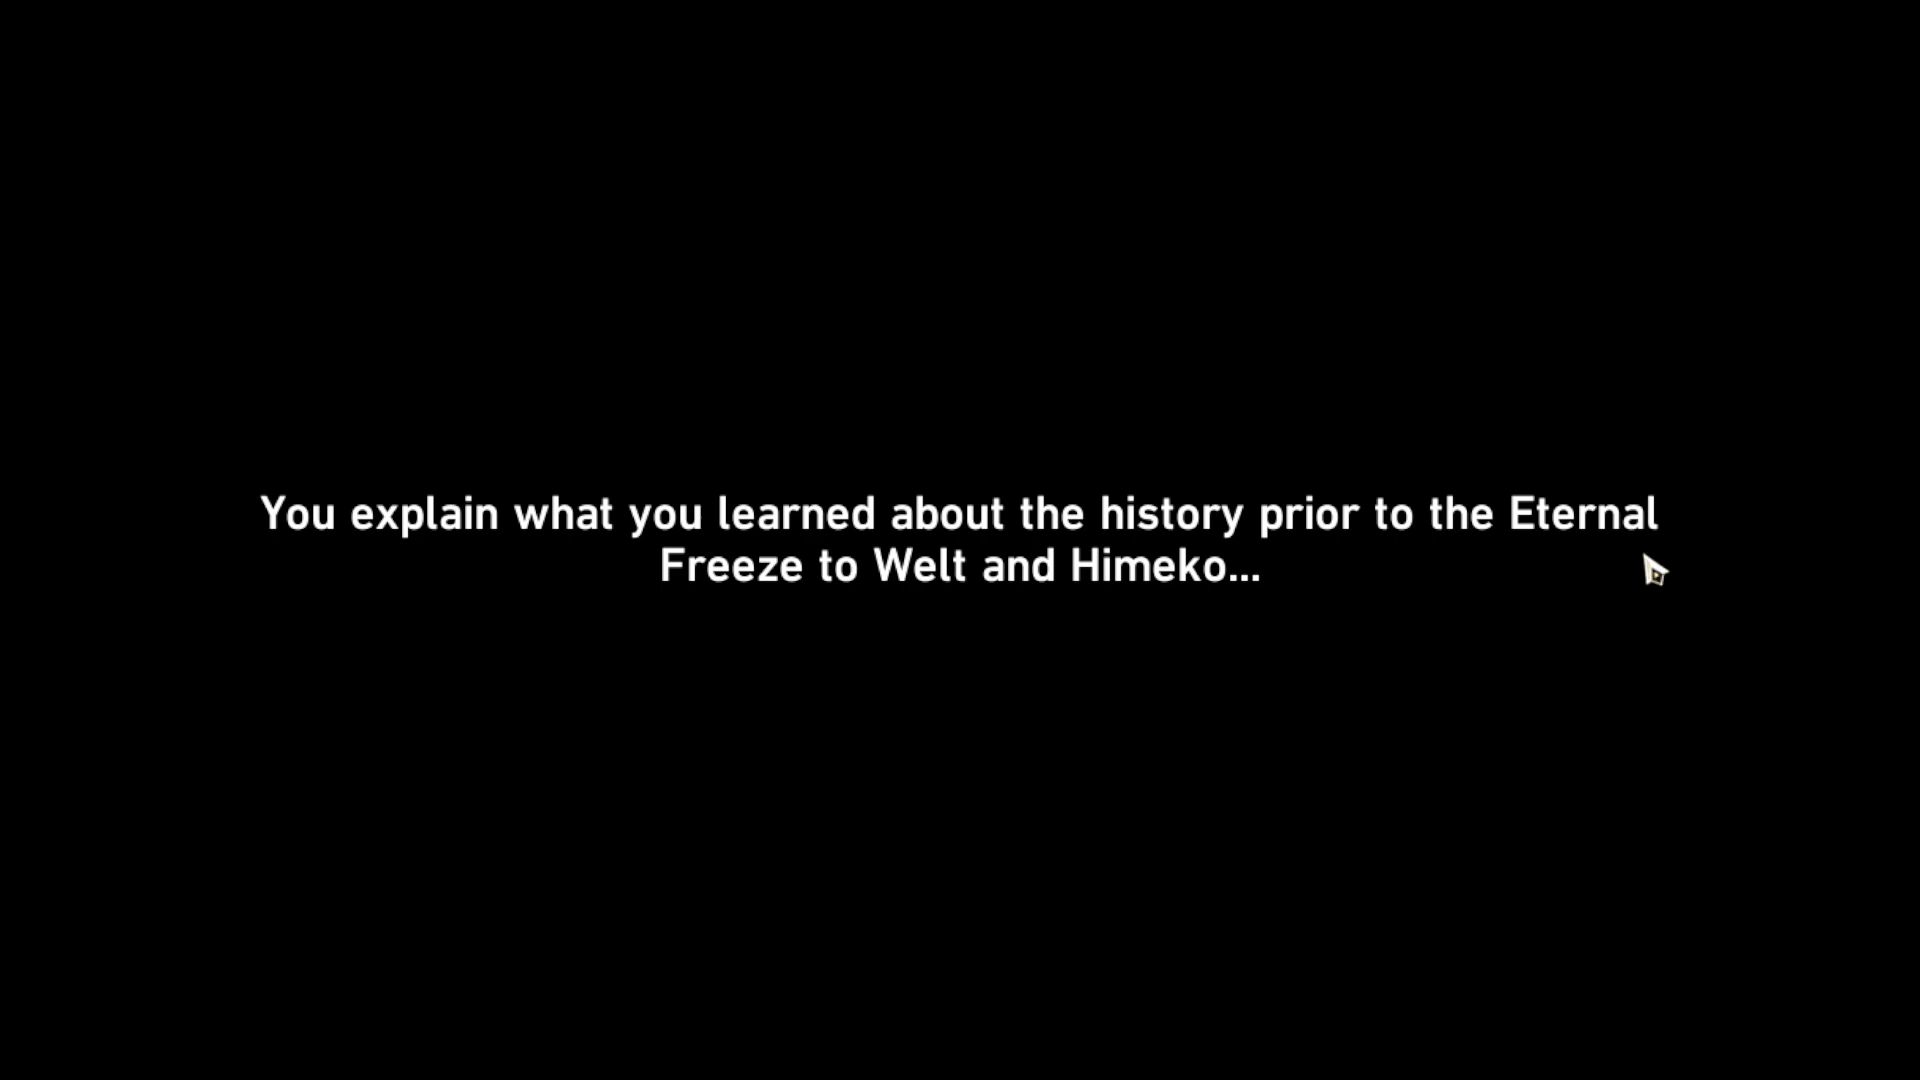 You explain what you learned about the history prior to the Eternal
Freeze to Welt and Himeko...